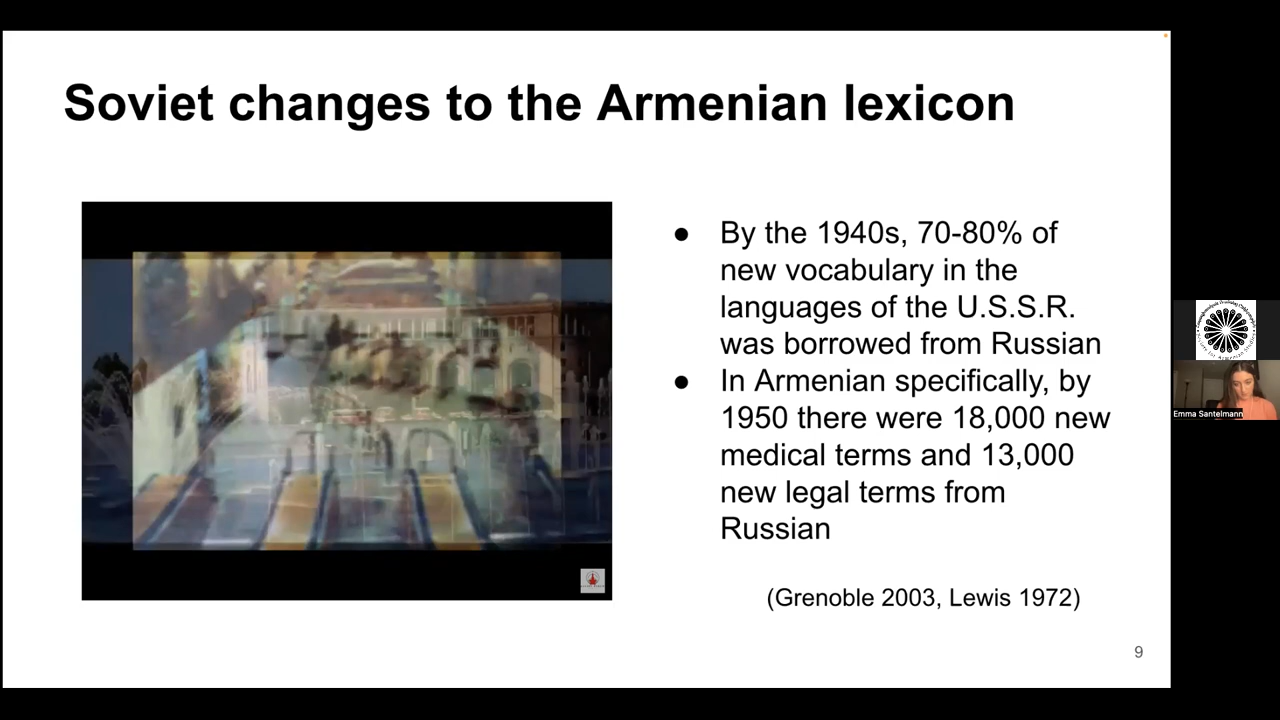 Soviet changes to the Armenian lexicon
● By the 1940s, 70-80% of
new vocabulary in the
languages of the U.S.S.R.
was borrowed from Russian
● In Armenian specifically, by
1950 there were 18,000 new
medical terms and 13,000
new legal terms from
Russian
(Grenoble 2003, Lewis 1972)
9
Emma Santelmann